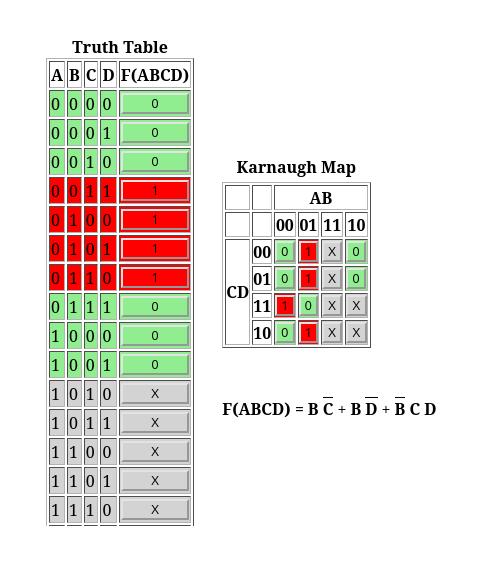 Truth Table
A B C D F(ABCD)
0 0 0 0 0
0 0 0 1 0
0 0 1 0 0
0 0 1 1 1
0 1 0 0 1
0 1 0 1 1
0 1 1 0 1
0 1 1 1 0
1 0 0 0 0
1 0 0 1 0
1 0 1 0 X
1 0 1 1 X
1 1 0 0 X
1 1 0 1 X
1 1 1 0 X
Karnaugh Map
AB
00 01 11 10
00 0 1 X 0
01 0 1 X 0
CD
11 1 0 X X
10 0 1 X X
F(ABCD) = B C̅ + B D̅ + B̅ C D